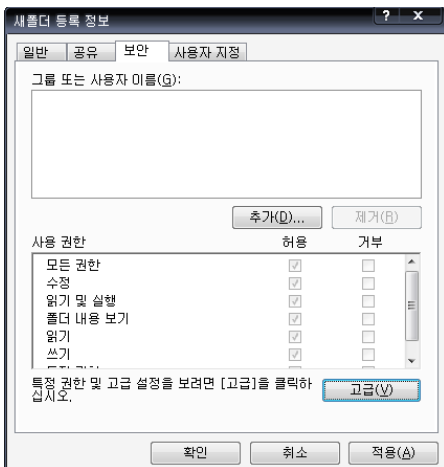 새폴더 등록 정보
일반 공유 보안 사용자 지정
그룹 또는 사용자 이름(G):
추가(D)... 제거(R)
사용 권한 허용 거부
모든 권한
수정
읽기 및 실행
폴더 내용 보기
읽기
쓰기
특정 권한 및 고급 설정을 보려면 [고급]을 클릭하
십시오.
고급(V)
확인 취소 적용(A)